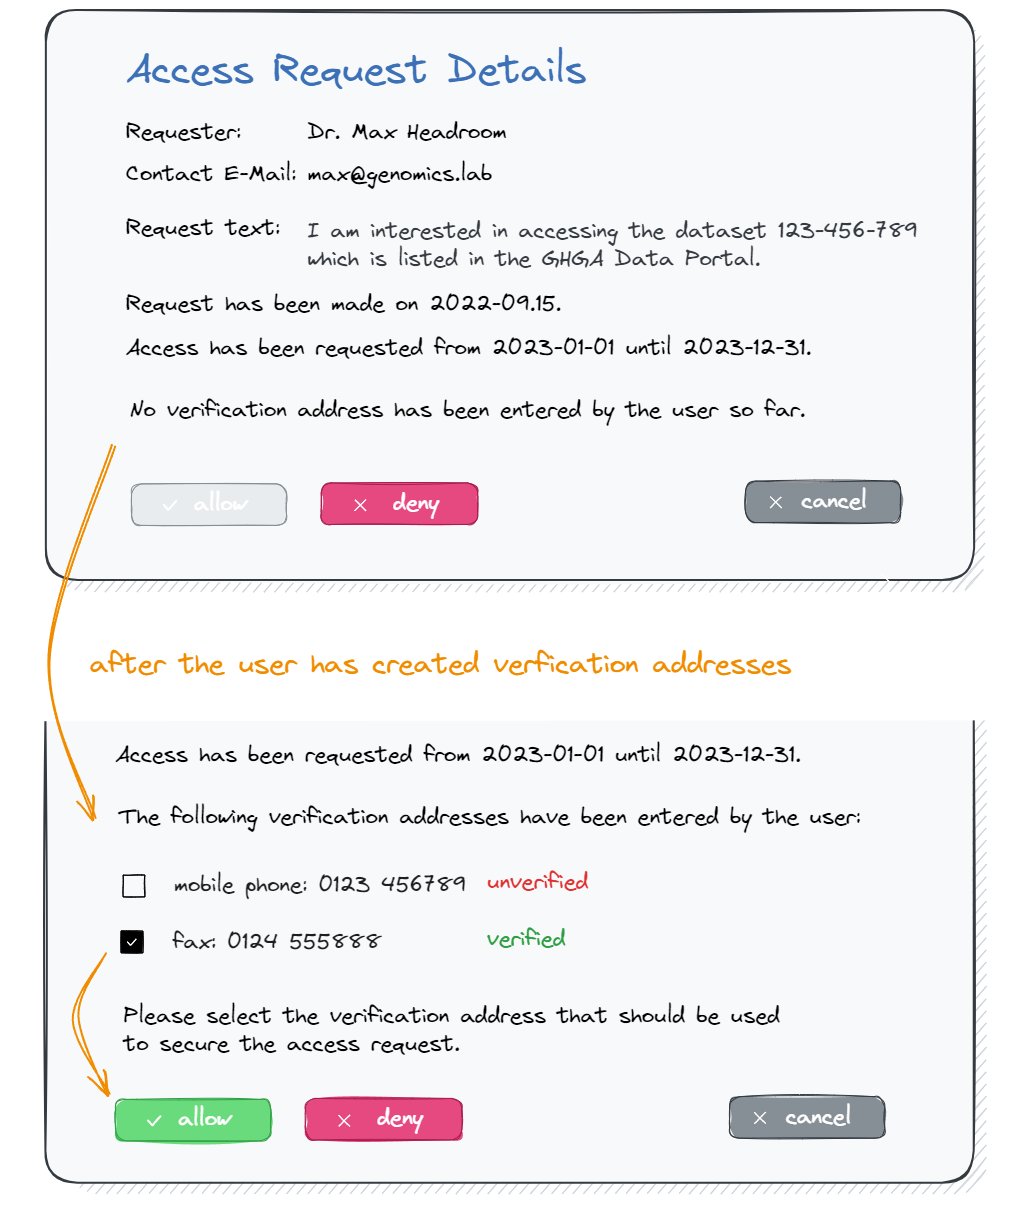 Access Request Details
Requester: Dr. Max Headroom
Contact E-Mail: max@genomics.lab
Request text: I am interested in accessing the dataset 123-456-789
which is listed in the GHGA Data Portal.
Request has been made on 2022-09.15.
Access has been requested from 2023-01-01 until 2023-12-31.
No verification address has been entered by the user so far.
allow deny cancel
after the user has created verfication addresses
Access has been requested from 2023-01-01 until 2023-12-31.
The following verification addresses have been entered by the user:
mobile phone: 0123 456789 unverified
fax: 0124 555888 verified
Please select the verification address that should be used
to secure the access request.
allow deny cancel